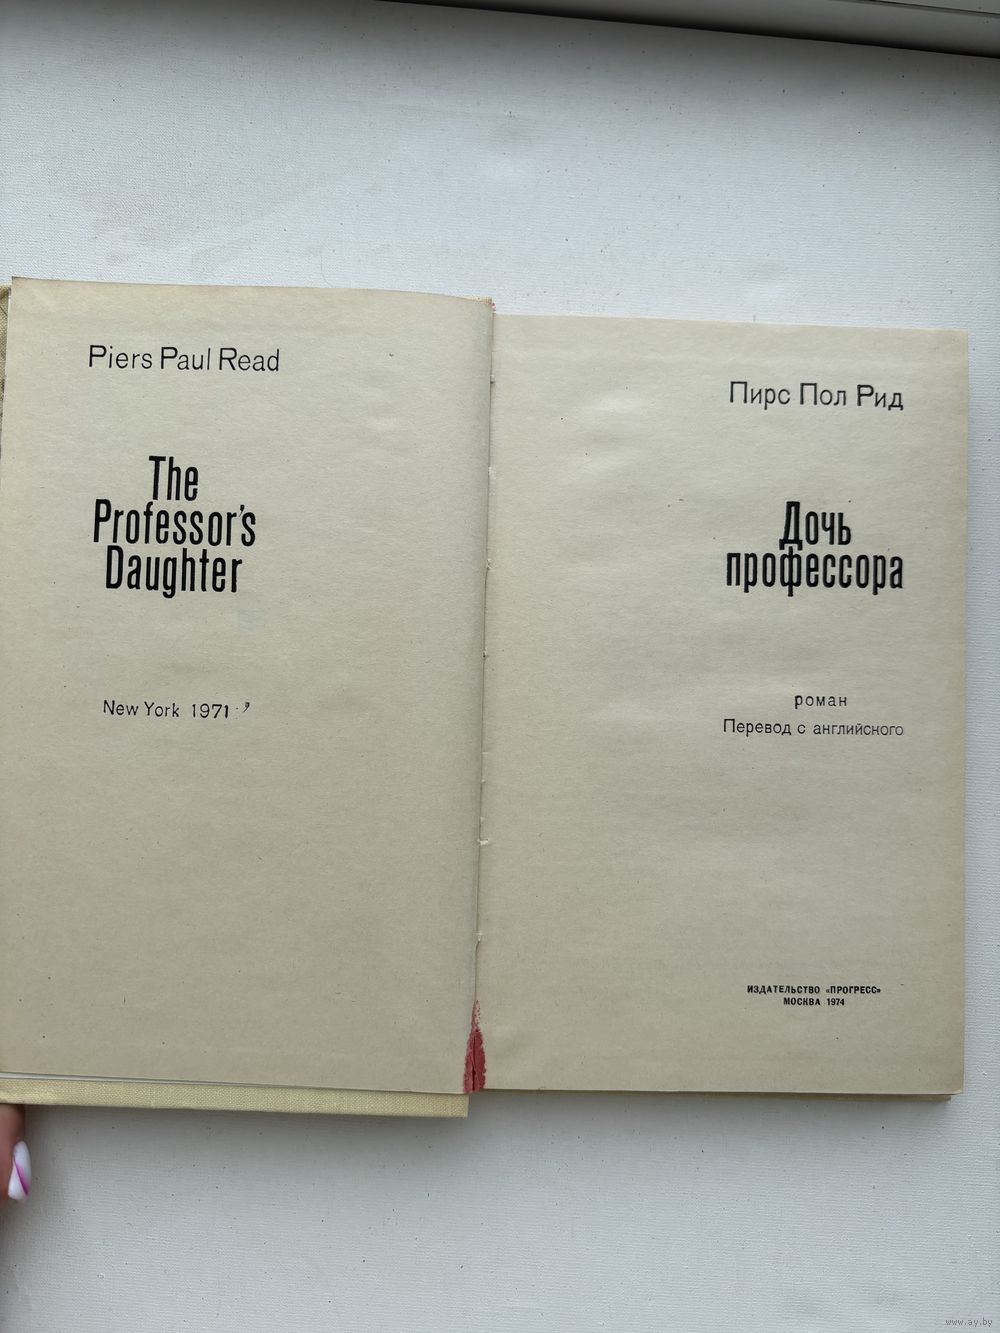 Piers Paul Read
The
Professor's
Daughter
New York 1971
Пирс Пол Рид
Дочь
профессора
роман
Перевод с английского
ИЗДАТЕЛЬСТВО «ПРОГРЕСС»
МОСКВА 1974
www.ay.by